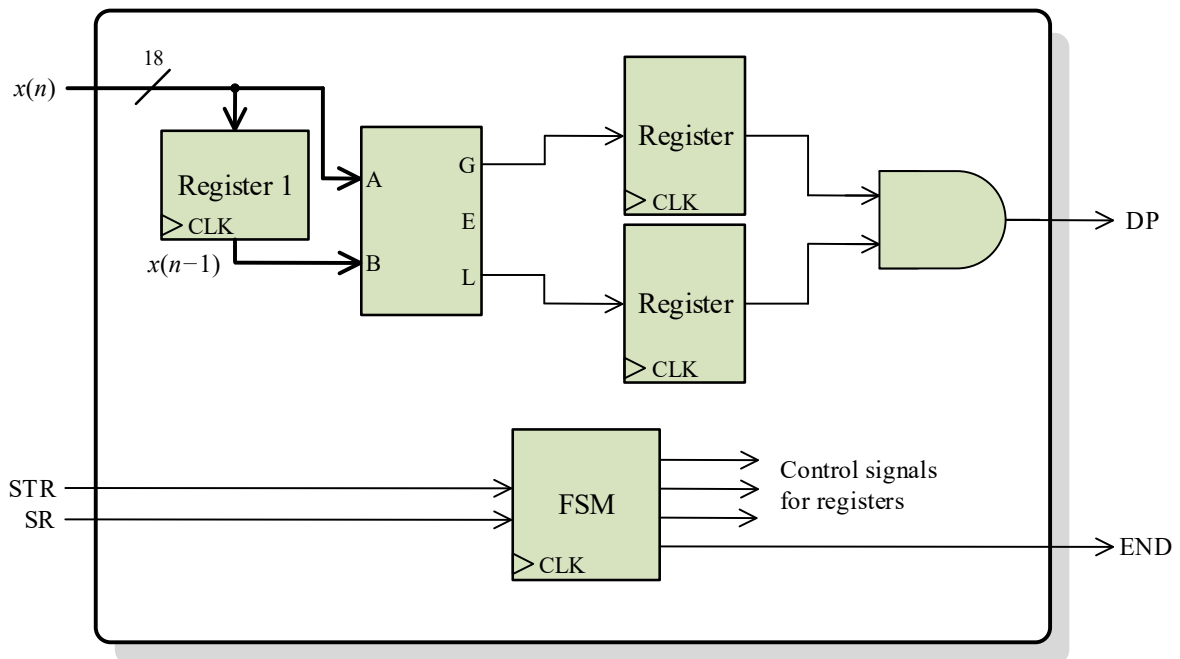 18
x(n)
Register 1
CLK
x(n−1)
A
B
G
E
L
Register
CLK
Register
CLK
DP
STR
SR
FSM
CLK
Control signals
for registers
END